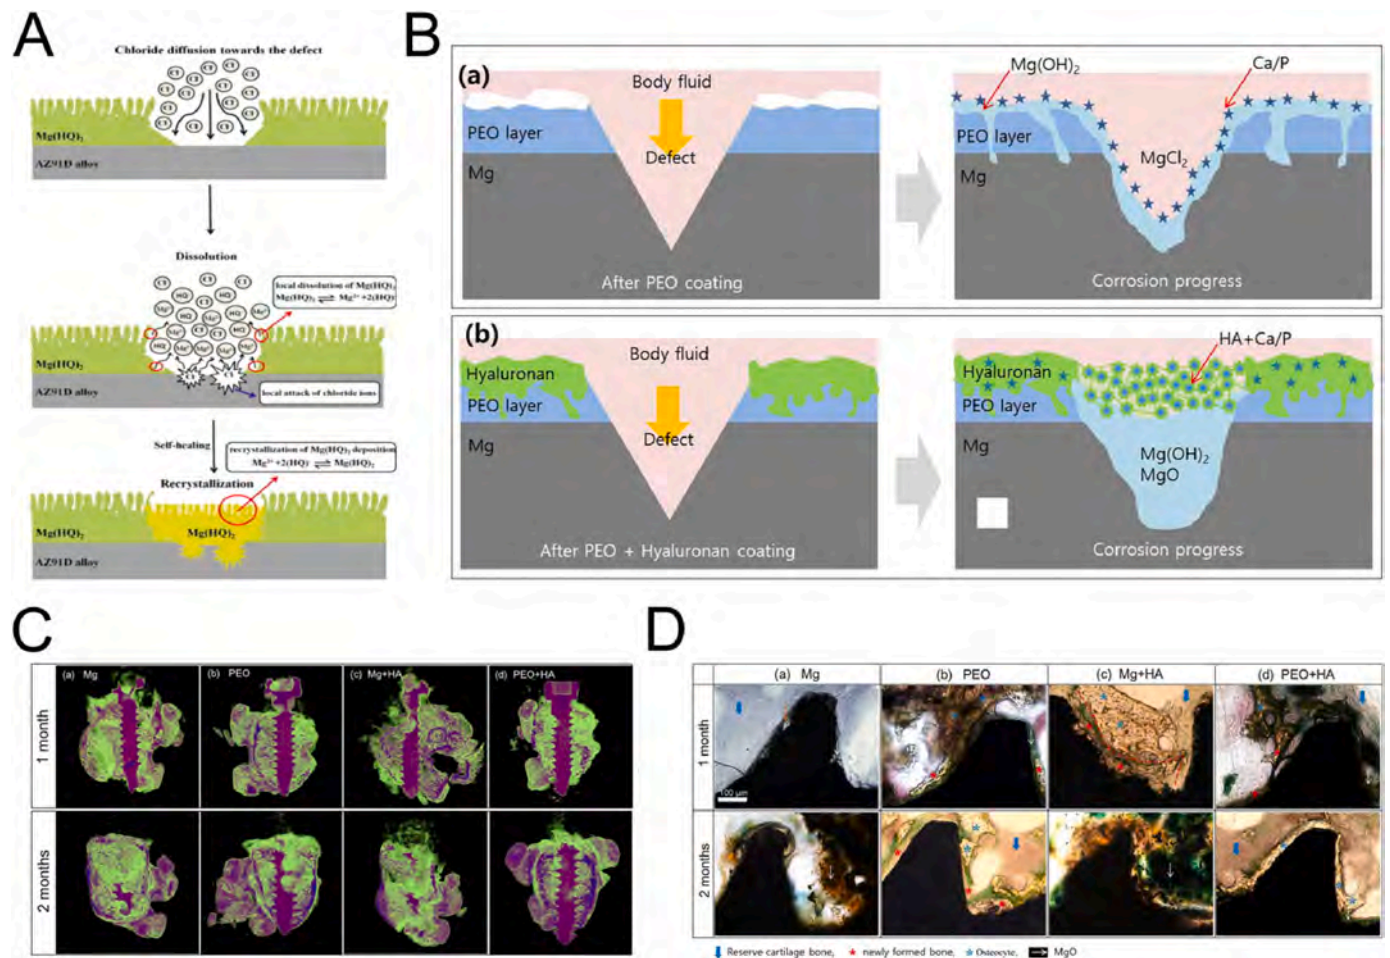 A
Chloride diffusion towards the defect
Mg(HQ)₂
AZ91D alloy
Dissolution
local dissolution of Mg(HQ)₂
Mg(HQ)₂ ⇌ Mg²⁺+2(HQ)⁻
Mg(HQ)₂
AZ91D alloy
local attack of chloride ions
Self-healing
recrystallization of Mg(HQ)₂ deposition
Mg²⁺+2(HQ)⁻ ⇌ Mg(HQ)₂
Recrystallization
Mg(HQ)₂
Mg(HQ)₂
AZ91D alloy
B
(a)
Body fluid
PEO layer
Defect
Mg
After PEO coating
Mg(OH)₂
Ca/P
PEO layer
MgCl₂
Mg
Corrosion progress
(b)
Body fluid
Hyaluronan
PEO layer
Defect
Mg
After PEO + Hyaluronan coating
HA+Ca/P
Hyaluronan
PEO layer
Mg
Mg(OH)₂
MgO
Corrosion progress
C
(a) Mg
(b) PEO
(c) Mg+HA
(d) PEO+HA
1 month
2 months
D
(a) Mg
(b) PEO
(c) Mg+HA
(d) PEO+HA
1 month
100 µm
2 months
Reserve cartilage bone, newly formed bone, Osteocyte, MgO